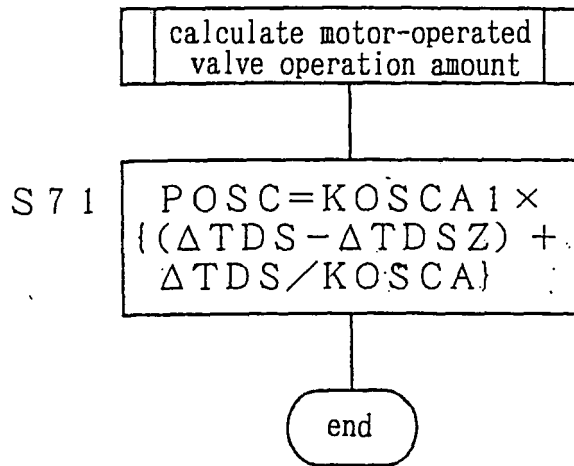 calculate motor-operated
valve operation amount
S71
POSC=KOSCA1×
{(ΔTDS-ΔTDSZ)+
ΔTDS/KOSCA}
end